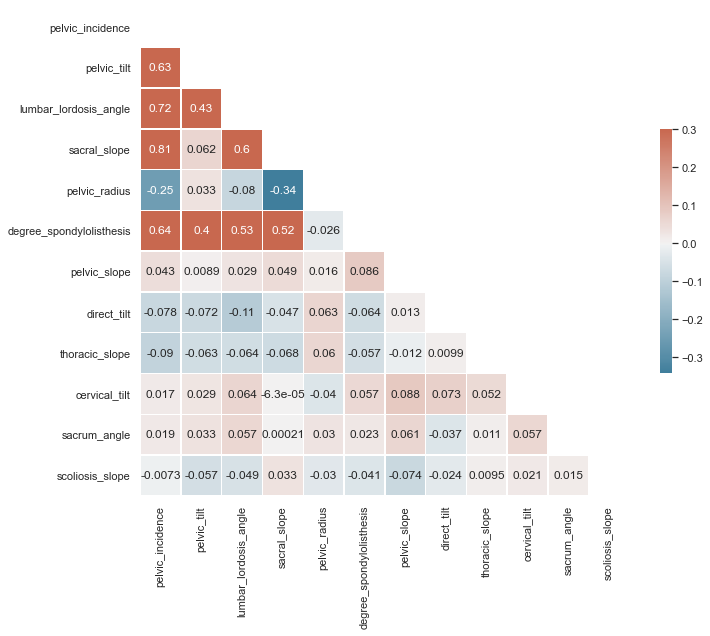 pelvic_incidence
pelvic_tilt 0.63
lumbar_lordosis_angle 0.72 0.43
sacral_slope 0.81 0.062 0.6
pelvic_radius -0.25 0.033 -0.08 -0.34
degree_spondylolisthesis 0.64 0.4 0.53 0.52 -0.026
pelvic_slope 0.043 0.0089 0.029 0.049 0.016 0.086
direct_tilt -0.078 -0.072 -0.11 -0.047 0.063 -0.064 0.013
thoracic_slope -0.09 -0.063 -0.064 -0.068 0.06 -0.057 -0.012 0.0099
cervical_tilt 0.017 0.029 0.064 -6.3e-05 -0.04 0.057 0.088 0.073 0.052
sacrum_angle 0.019 0.033 0.057 0.00021 0.03 0.023 0.061 -0.037 0.011 0.057
scoliosis_slope -0.0073 -0.057 -0.049 0.033 -0.03 -0.041 -0.074 -0.024 0.0095 0.021 0.015
pelvic_incidence
pelvic_tilt
lumbar_lordosis_angle
sacral_slope
pelvic_radius
degree_spondylolisthesis
pelvic_slope
direct_tilt
thoracic_slope
cervical_tilt
sacrum_angle
scoliosis_slope
0.3
0.2
0.1
0.0
−0.1
−0.2
−0.3